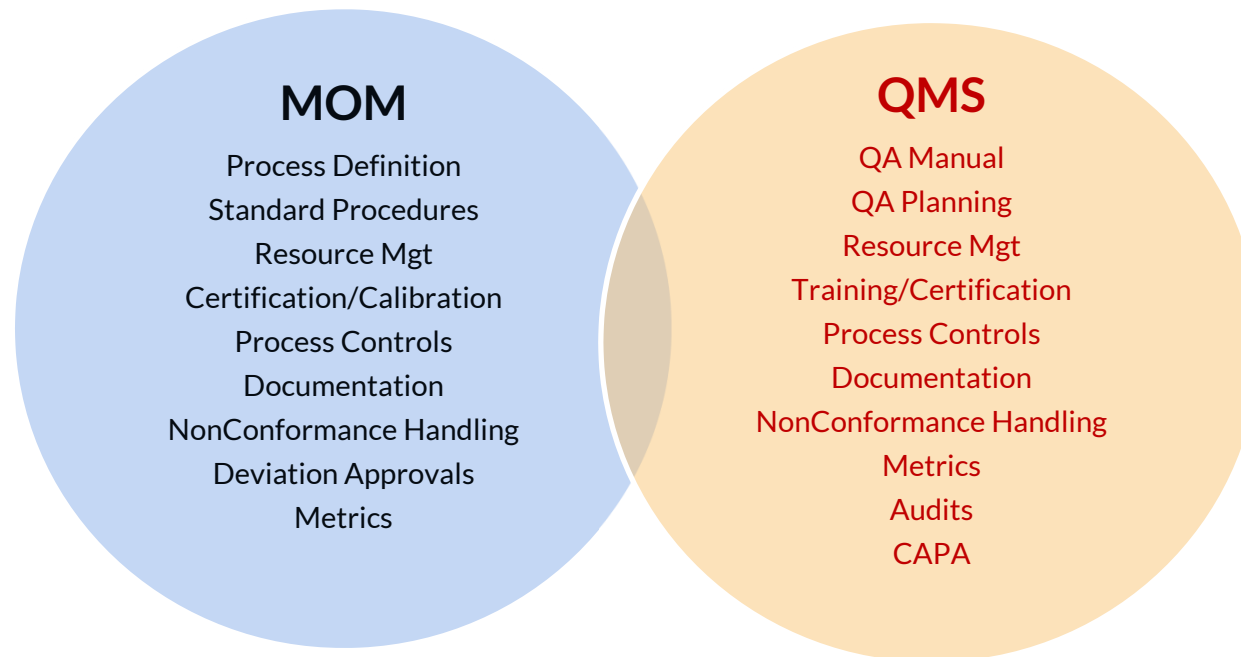 MOM
Process Definition
Standard Procedures
Resource Mgt
Certification/Calibration
Process Controls
Documentation
NonConformance Handling
Deviation Approvals
Metrics
QMS
QA Manual
QA Planning
Resource Mgt
Training/Certification
Process Controls
Documentation
NonConformance Handling
Metrics
Audits
CAPA